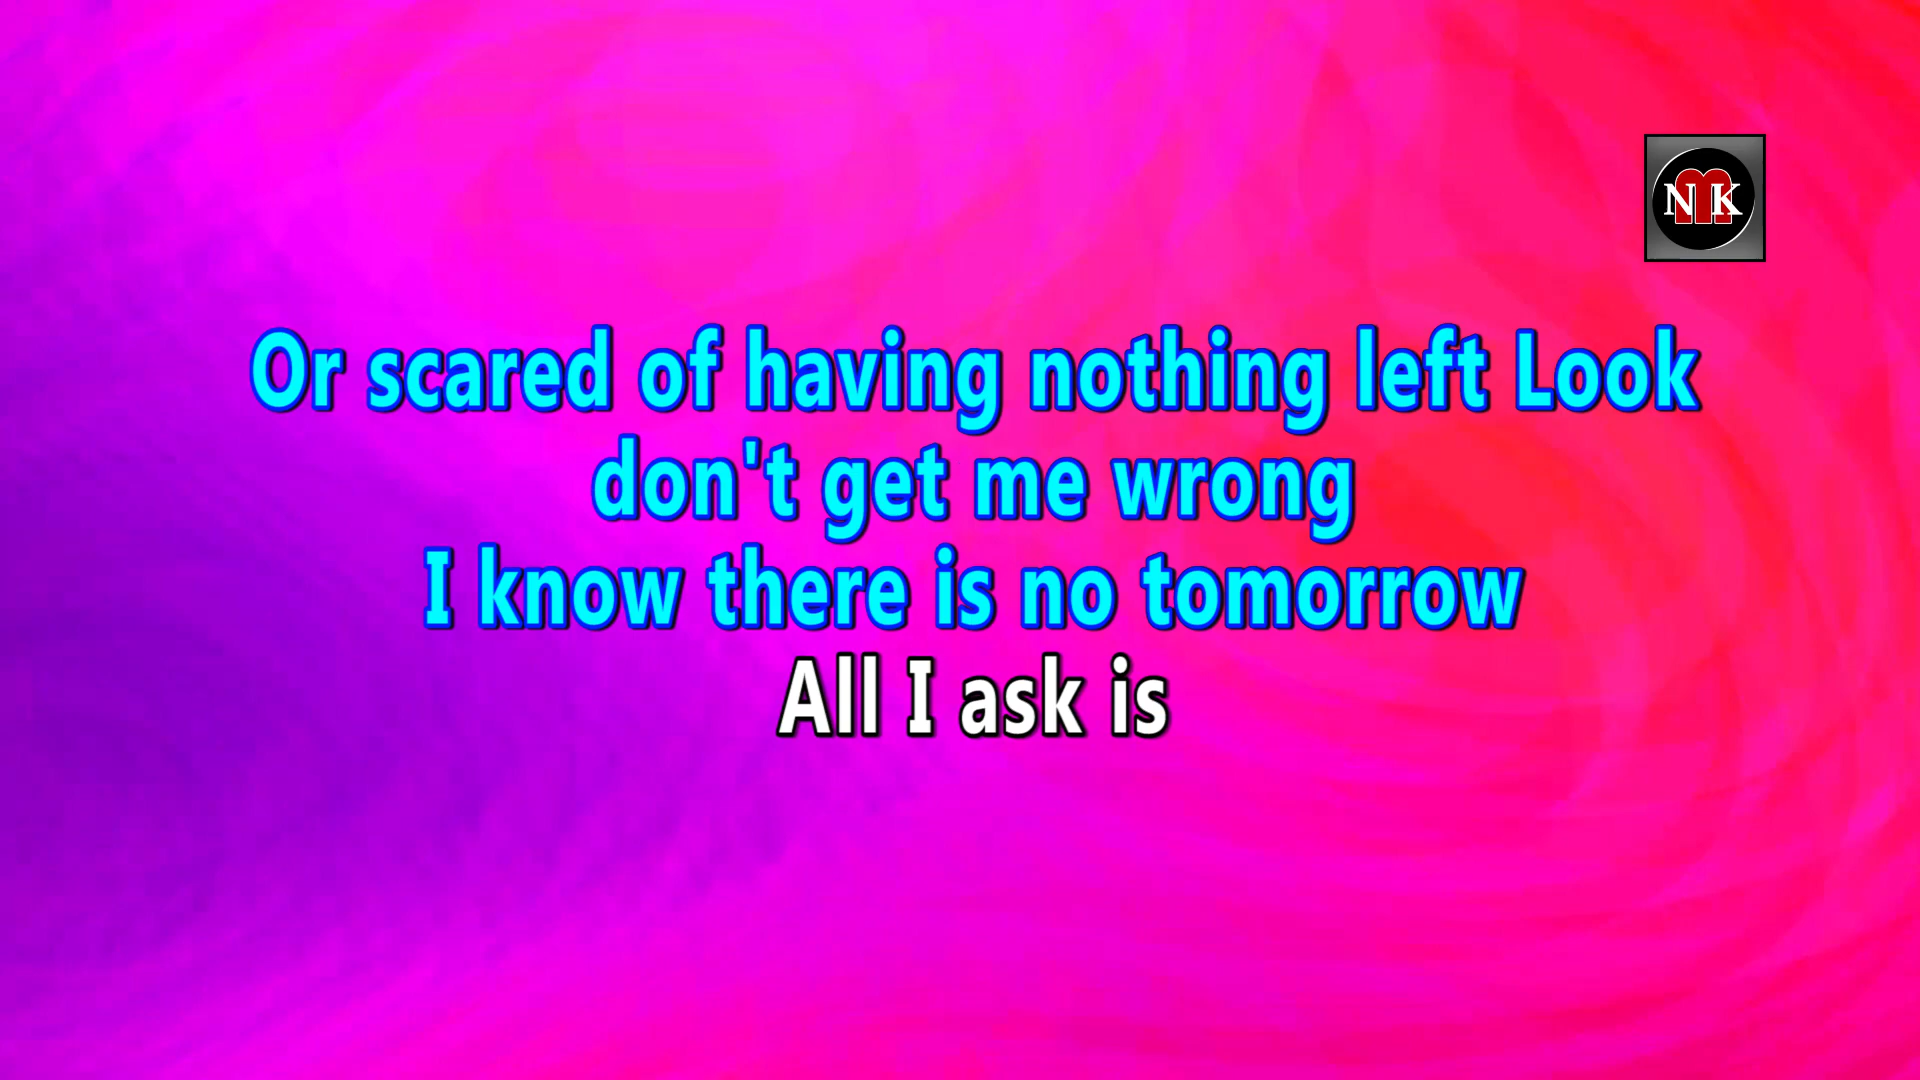 NMK
Or scared of having nothing left Look
don't get me wrong
I know there is no tomorrow
All I ask is